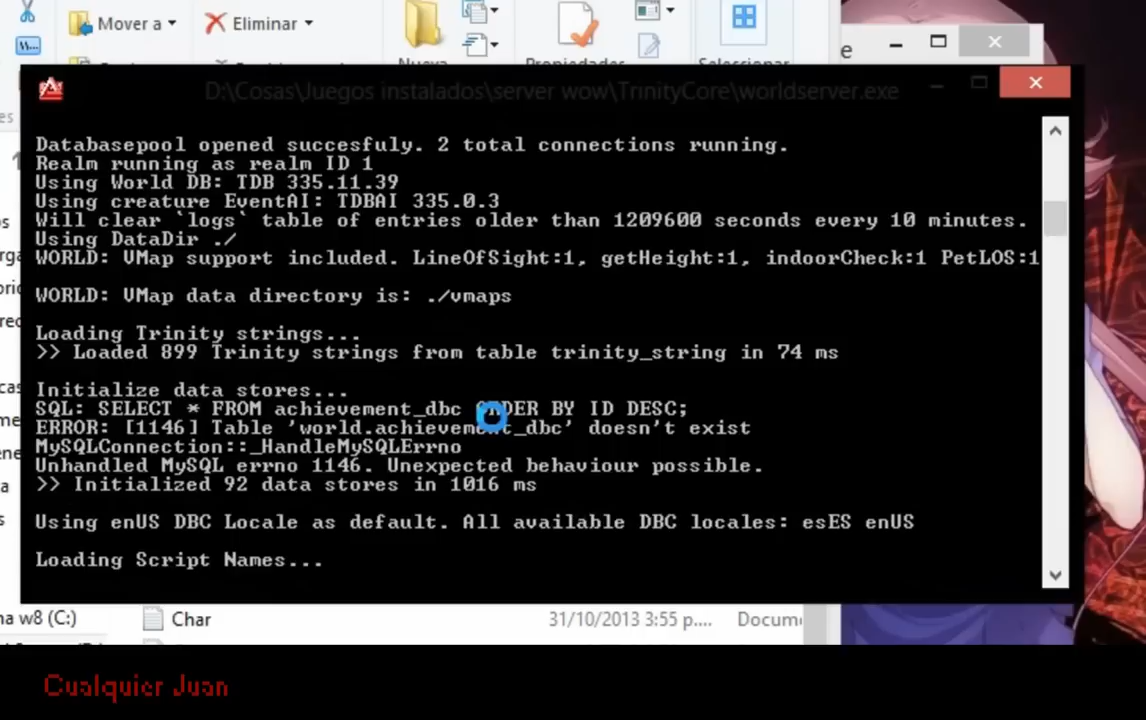 Mover a
Eliminar
Nueva
Propiedades
Seleccionar
e
D:\Cosas\Juegos instalados\server wow\TrinityCore\worldserver.exe
Databasepool opened succesfuly. 2 total connections running.
Realm running as realm ID 1
Using World DB: TDB 335.11.39
Using creature EventAI: TDBAI 335.0.3
Will clear `logs` table of entries older than 1209600 seconds every 10 minutes.
Using DataDir ./
WORLD: VMap support included. LineOfSight:1, getHeight:1, indoorCheck:1 PetLOS:1
WORLD: VMap data directory is: ./vmaps
Loading Trinity strings...
>> Loaded 899 Trinity strings from table trinity_string in 74 ms
Initialize data stores...
SQL: SELECT * FROM achievement_dbc ORDER BY ID DESC;
ERROR: [1146] Table 'world.achievement_dbc' doesn't exist
MySQLConnection::_HandleMySQLErrno
Unhandled MySQL errno 1146. Unexpected behaviour possible.
>> Initialized 92 data stores in 1016 ms
Using enUS DBC Locale as default. All available DBC locales: esES enUS
Loading Script Names...
na w8 (C:)
Char
31/10/2013 3:55 p....
Docum
Cualquier Juan